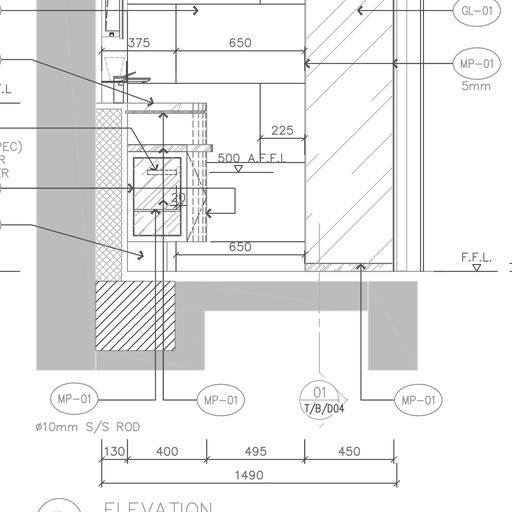 GL-01
375
650
MP-01
5mm
F.L
225
PEC)
R
ER
500 A.F.F.L
20
650
F.F.L.
MP-01
MP-01
01
T/B/D04
MP-01
ø10mm S/S ROD
130
400
495
450
1490
ELEVATION